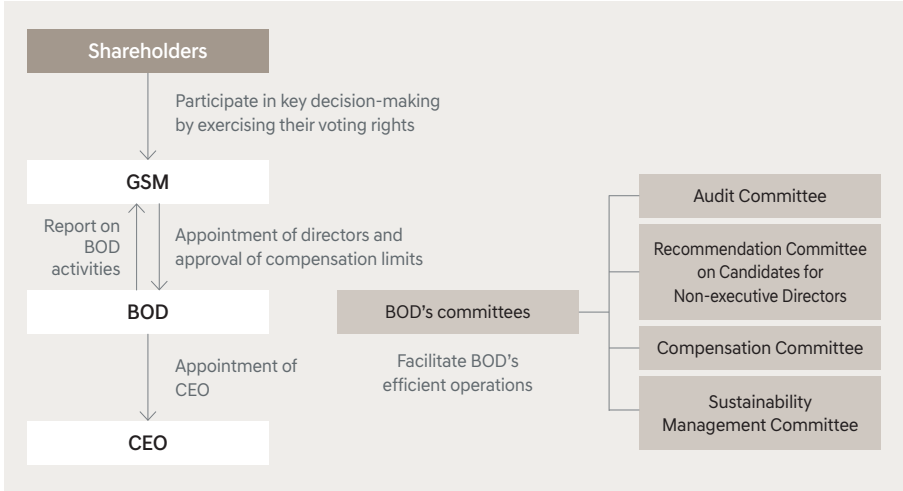 Shareholders
Participate in key decision-making
by exercising their voting rights
GSM
Report on
BOD
activities
Appointment of directors and
approval of compensation limits
BOD
Appointment of
CEO
CEO
BOD's committees
Facilitate BOD's
efficient operations
Audit Committee
Recommendation Committee
on Candidates for
Non-executive Directors
Compensation Committee
Sustainability
Management Committee